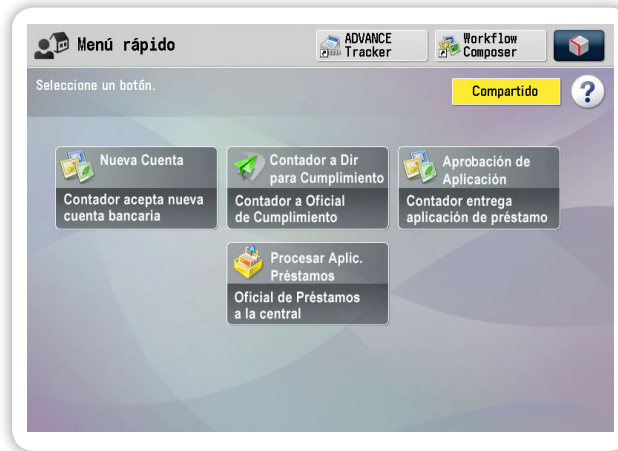 Menú rápido
ADVANCE
Tracker
Workflow
Composer
Seleccione un botón.
Compartido
?
Nueva Cuenta
Contador acepta nueva
cuenta bancaria
Contador a Dir
para Cumplimiento
Contador a Oficial
de Cumplimiento
Aprobación de
Aplicación
Contador entrega
aplicación de préstamo
Procesar Aplic.
Préstamos
Oficial de Préstamos
a la central